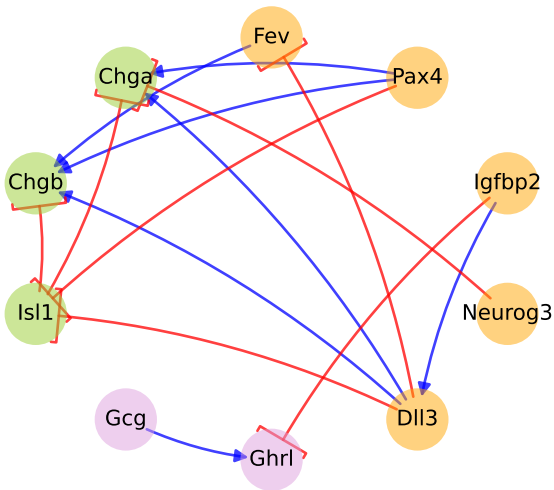 Fev
Chga
Pax4
Chgb
Igfbp2
Isl1
Neurog3
Gcg
Dll3
Ghrl